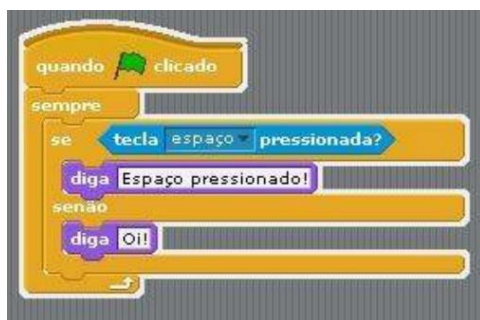 quando clicado
sempre
se tecla espaço pressionada?
diga Espaço pressionado!
senão
diga Oi!